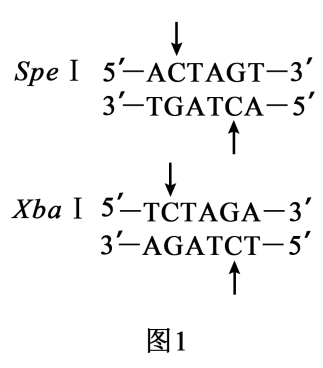 Spe Ⅰ 5′—ACTAGT—3′
3′—TGATCA—5′
Xba Ⅰ 5′—TCTAGA—3′
3′—AGATCT—5′
图1